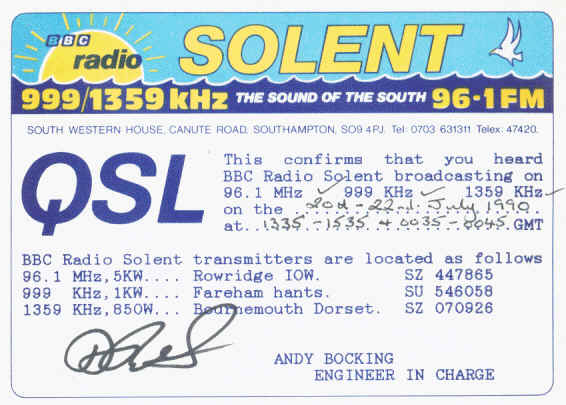 BBC radio SOLENT
999/1359 kHz THE SOUND OF THE SOUTH 96·1 FM
SOUTH WESTERN HOUSE, CANUTE ROAD, SOUTHAMPTON, SO9 4PJ. Tel: 0703 631311 Telex: 47420.
QSL
This confirms that you heard
BBC Radio Solent broadcasting on
96.1 MHz ✓ 999 KHz ✓ 1359 KHz ✓
on the 20th - 22nd July 1990
at 1335 - 1535 + 0035 - 0045 GMT
BBC Radio Solent transmitters are located as follows
96.1 MHz, 5KW.... Rowridge IOW. SZ 447865
999 KHz, 1KW.... Fareham hants. SU 546058
1359 KHz, 850W... Bournemouth Dorset. SZ 070926
ANDY BOCKING
ENGINEER IN CHARGE